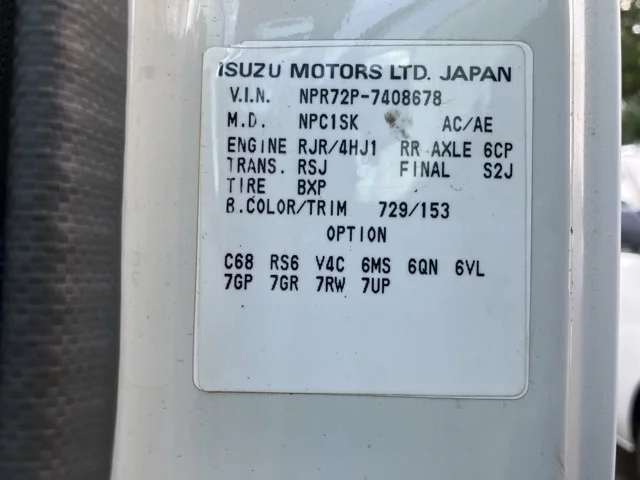 ISUZU MOTORS LTD. JAPAN
V.I.N. NPR72P-7408678
M.D. NPC1SK AC/AE
ENGINE RJR/4HJ1 RR AXLE 6CP
TRANS. RSJ FINAL S2J
TIRE BXP
B.COLOR/TRIM 729/153
OPTION
C68 RS6 V4C 6MS 6QN 6VL
7GP 7GR 7RW 7UP